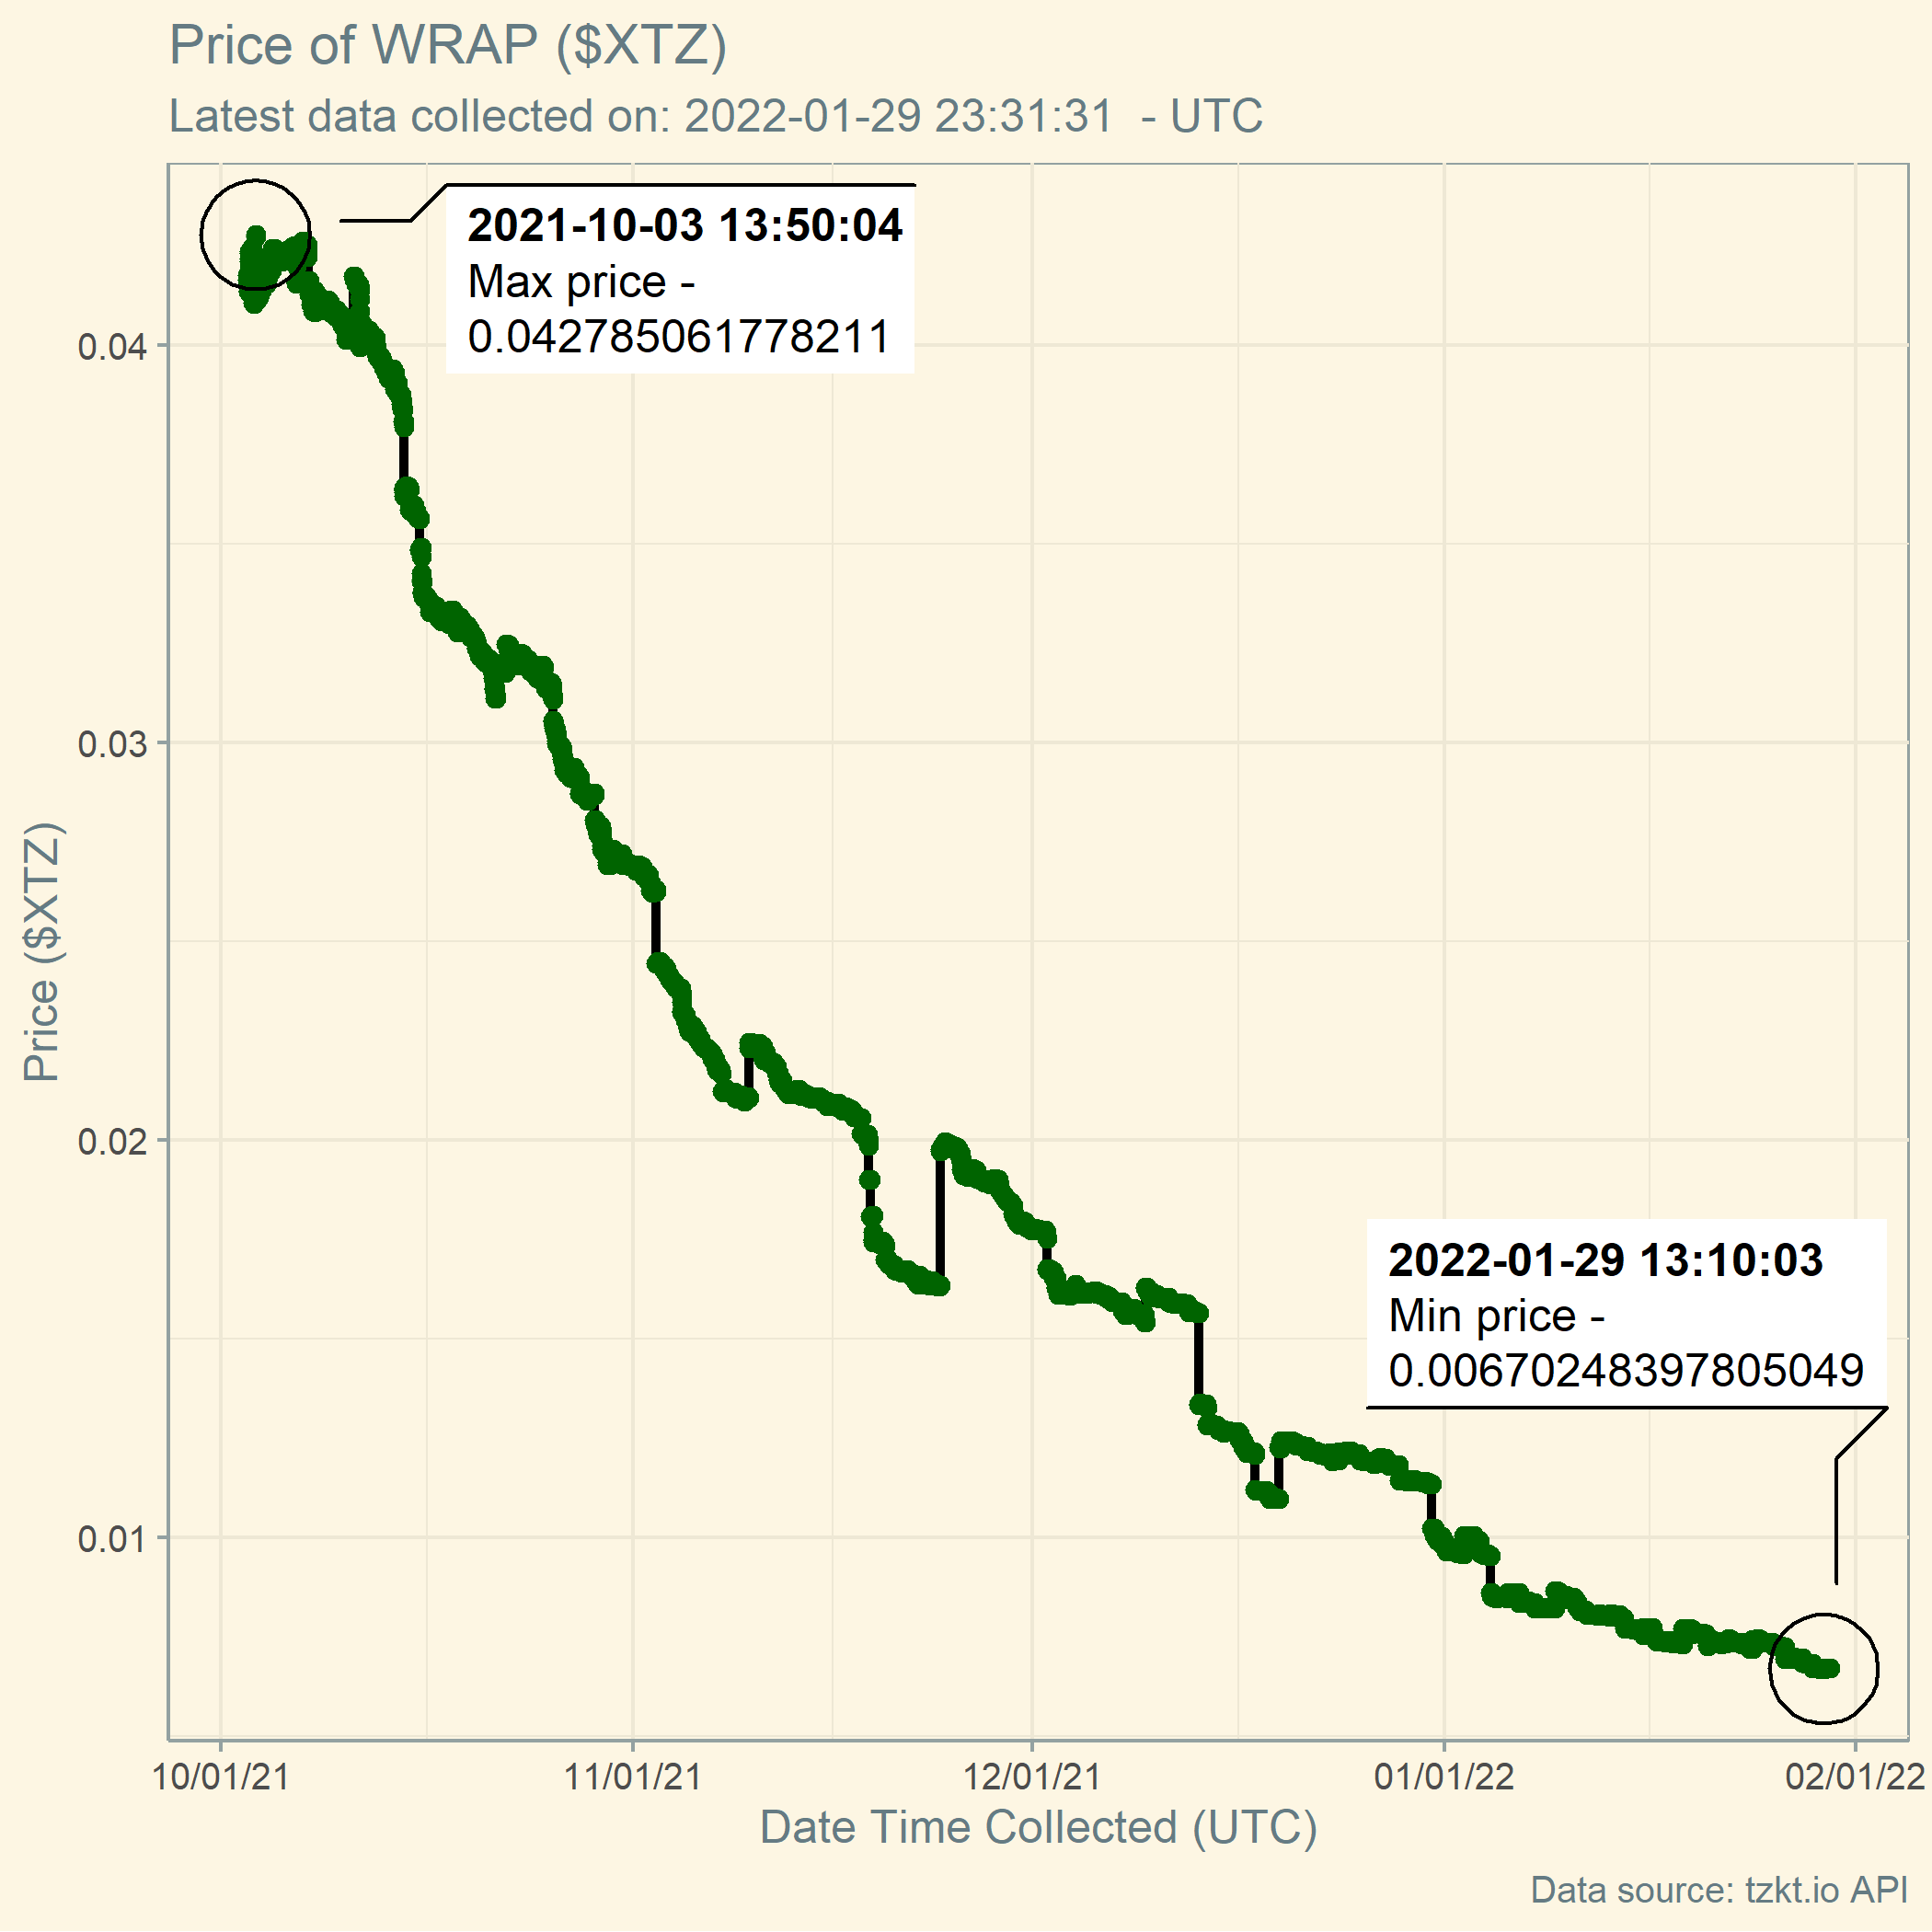 Price of WRAP ($XTZ)
Latest data collected on: 2022-01-29 23:31:31 - UTC
2021-10-03 13:50:04
Max price -
0.042785061778211
0.04
0.03
0.02
0.01
Price ($XTZ)
2022-01-29 13:10:03
Min price -
0.00670248397805049
10/01/21
11/01/21
12/01/21
01/01/22
02/01/22
Date Time Collected (UTC)
Data source: tzkt.io API